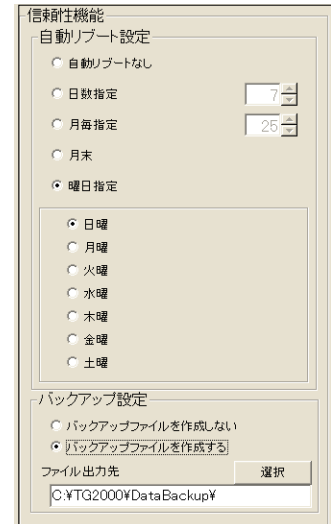 信頼性機能
自動リブート設定
自動リブートなし
日数指定 7
月毎指定 25
月末
曜日指定
日曜
月曜
火曜
水曜
木曜
金曜
土曜
バックアップ設定
バックアップファイルを作成しない
バックアップファイルを作成する
ファイル出力先 選択
C:¥TG2000¥DataBackup¥